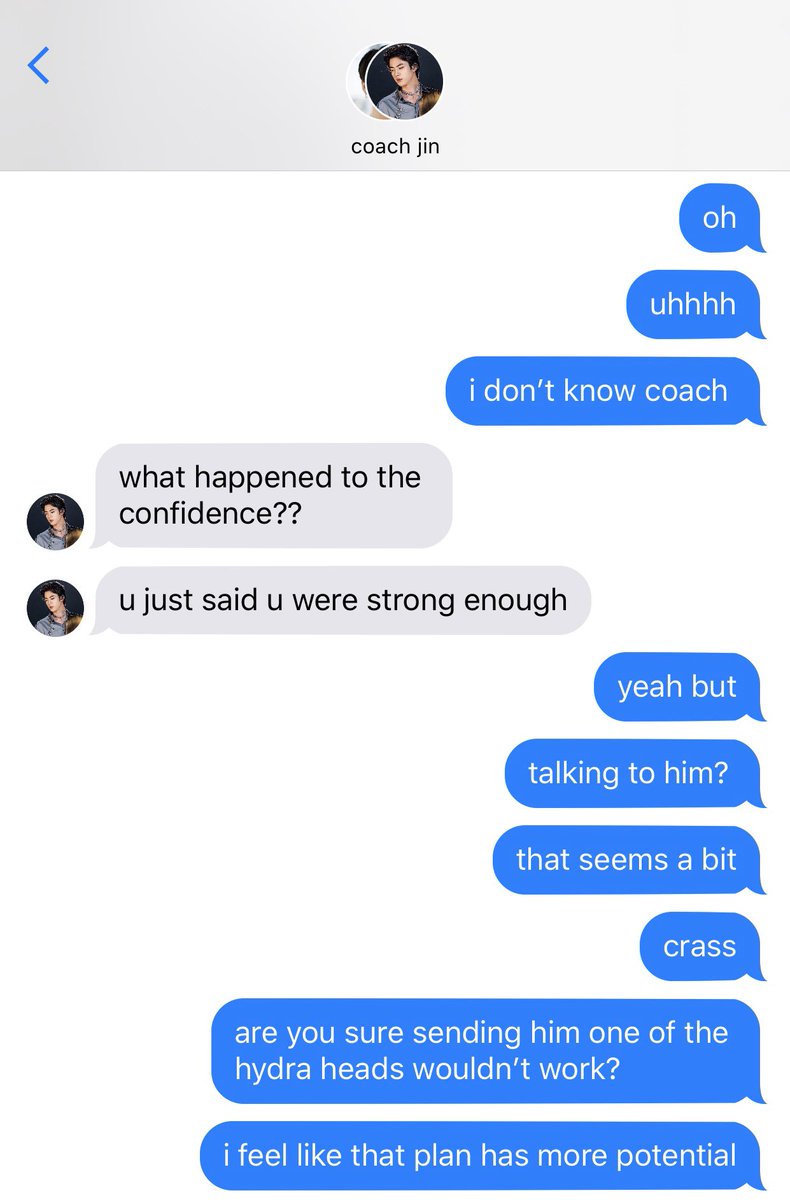 coach jin
oh
uhhhh
i don’t know coach
what happened to the
confidence??
u just said u were strong enough
yeah but
talking to him?
that seems a bit
crass
are you sure sending him one of the
hydra heads wouldn’t work?
i feel like that plan has more potential